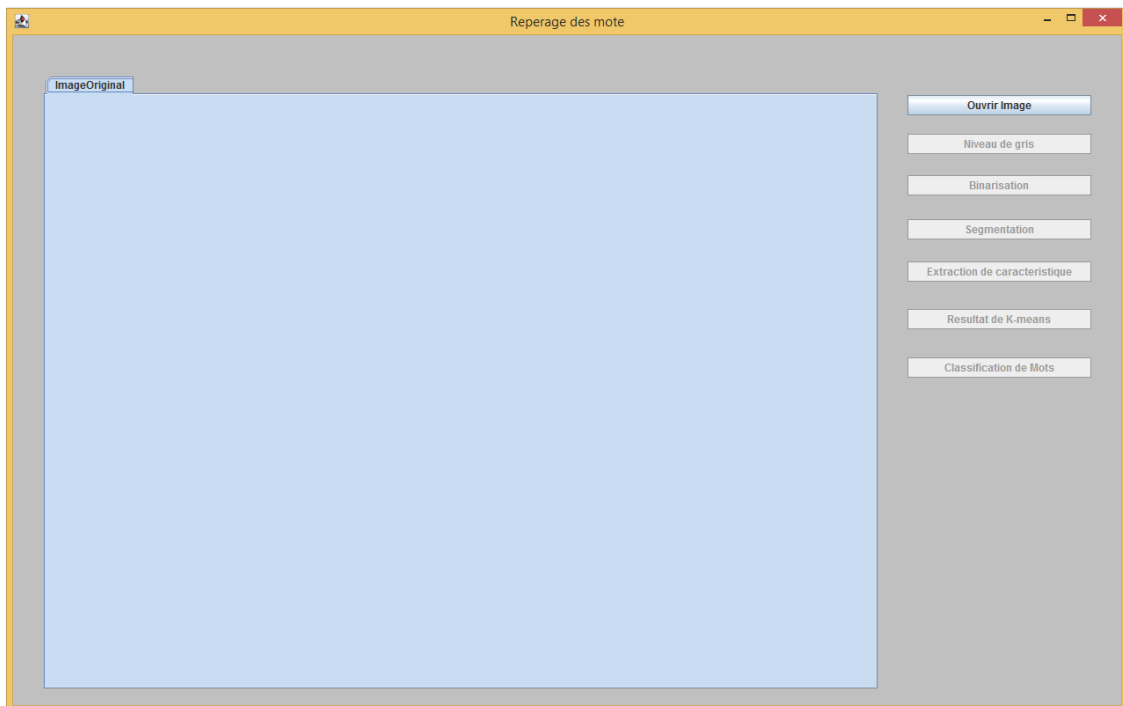 Reperage des mote
ImageOriginal
Ouvrir Image
Niveau de gris
Binarisation
Segmentation
Extraction de caracteristique
Resultat de K-means
Classification de Mots